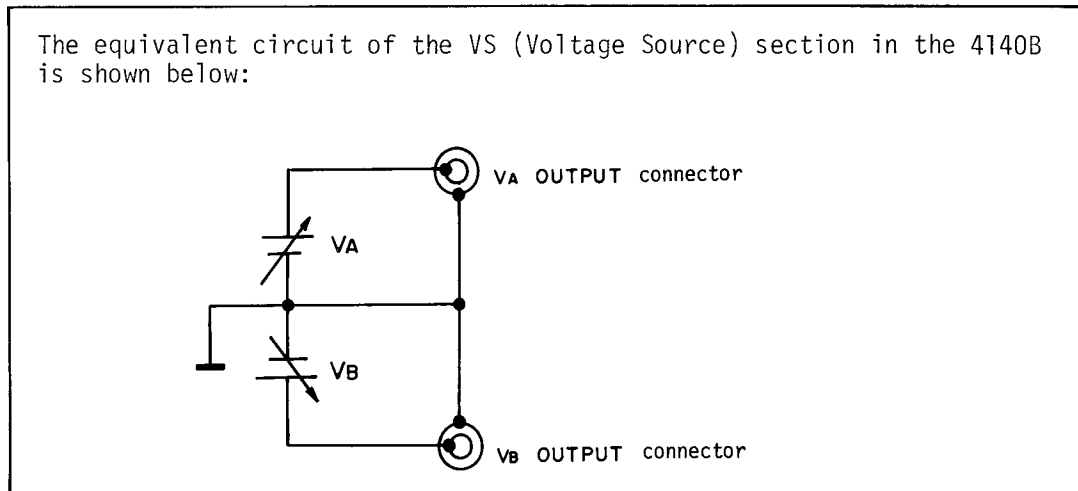 The equivalent circuit of the VS (Voltage Source) section in the 4140B
is shown below:
VA OUTPUT connector
VA
VB
VB OUTPUT connector